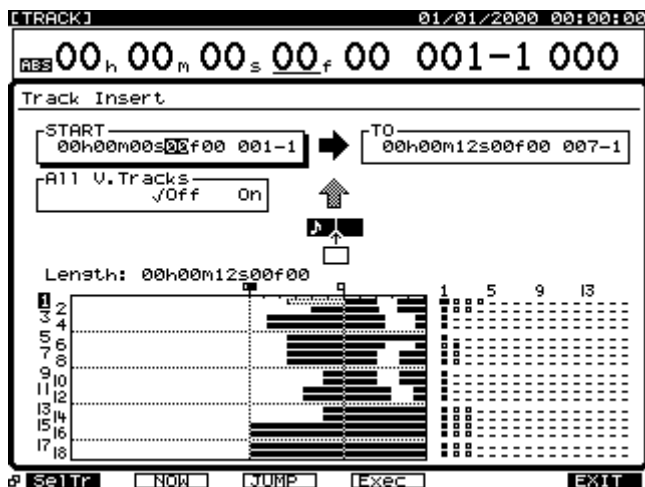 [TRACK] 01/01/2000 00:00:00
ABS 00h 00m 00s 00f 00 001-1 000
Track Insert
START
00h00m00s00f00 001-1
TO
00h00m12s00f00 007-1
All V.Tracks
√Off On
Length: 00h00m12s00f00
1 5 9 13
1
2
3
4
5
6
7
8
9
10
11
12
13
14
15
16
17
18
SelTr NOW JUMP Exec EXIT